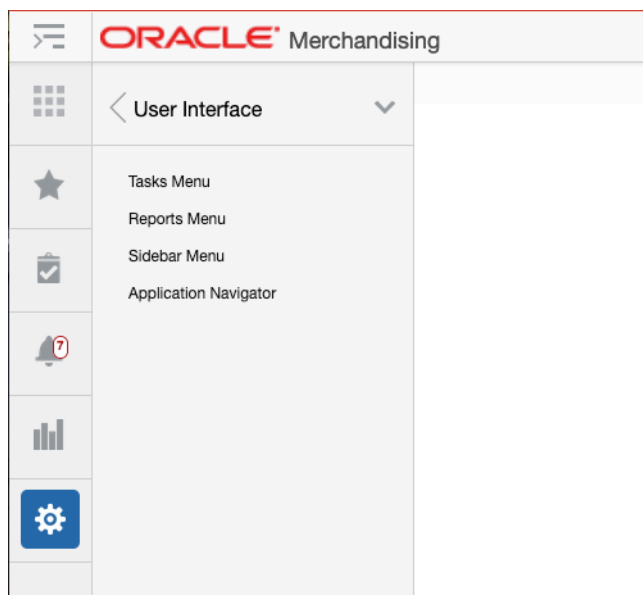 ORACLE Merchandising
User Interface
Tasks Menu
Reports Menu
Sidebar Menu
Application Navigator
7